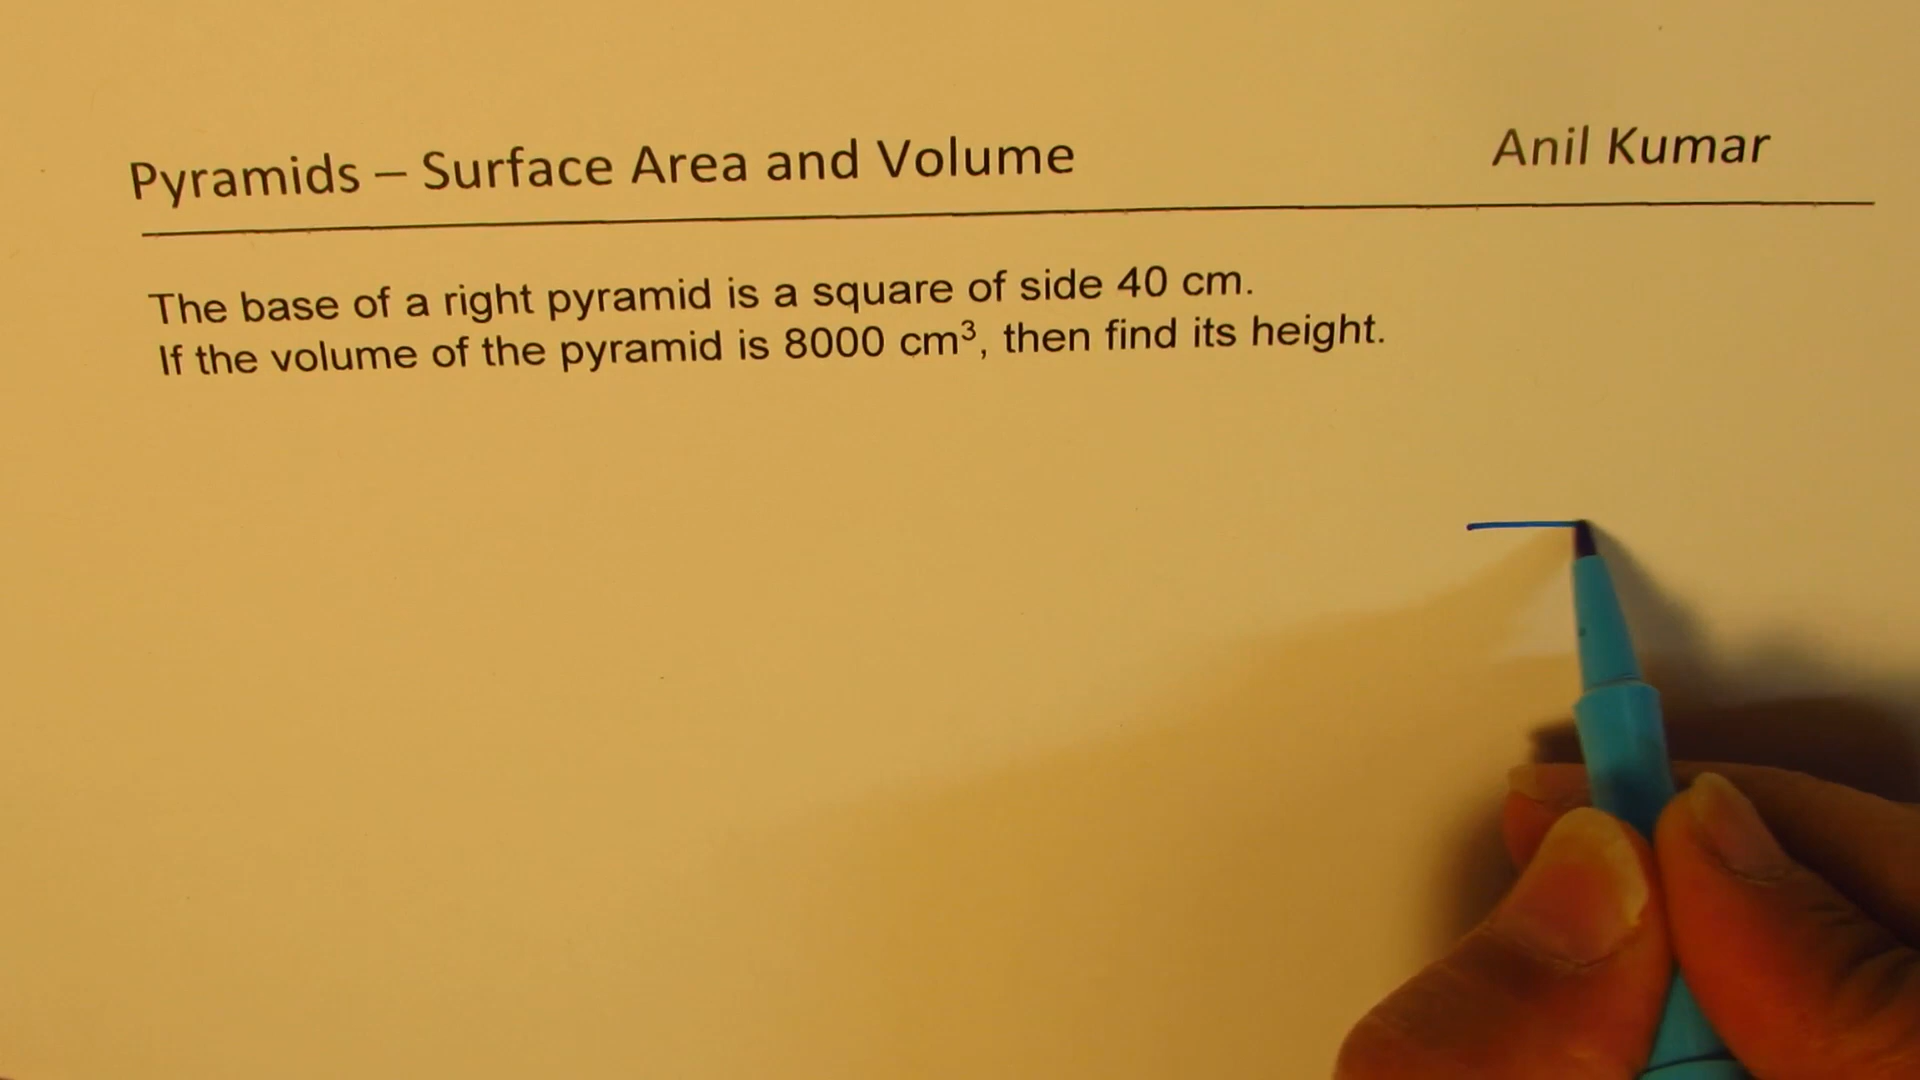 Pyramids – Surface Area and Volume
Anil Kumar
The base of a right pyramid is a square of side 40 cm.
If the volume of the pyramid is 8000 cm³, then find its height.